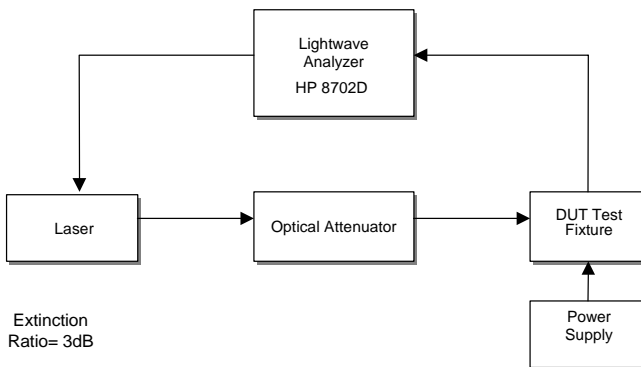 Lightwave
Analyzer
HP 8702D
Laser
Optical Attenuator
DUT Test
Fixture
Extinction
Ratio= 3dB
Power
Supply